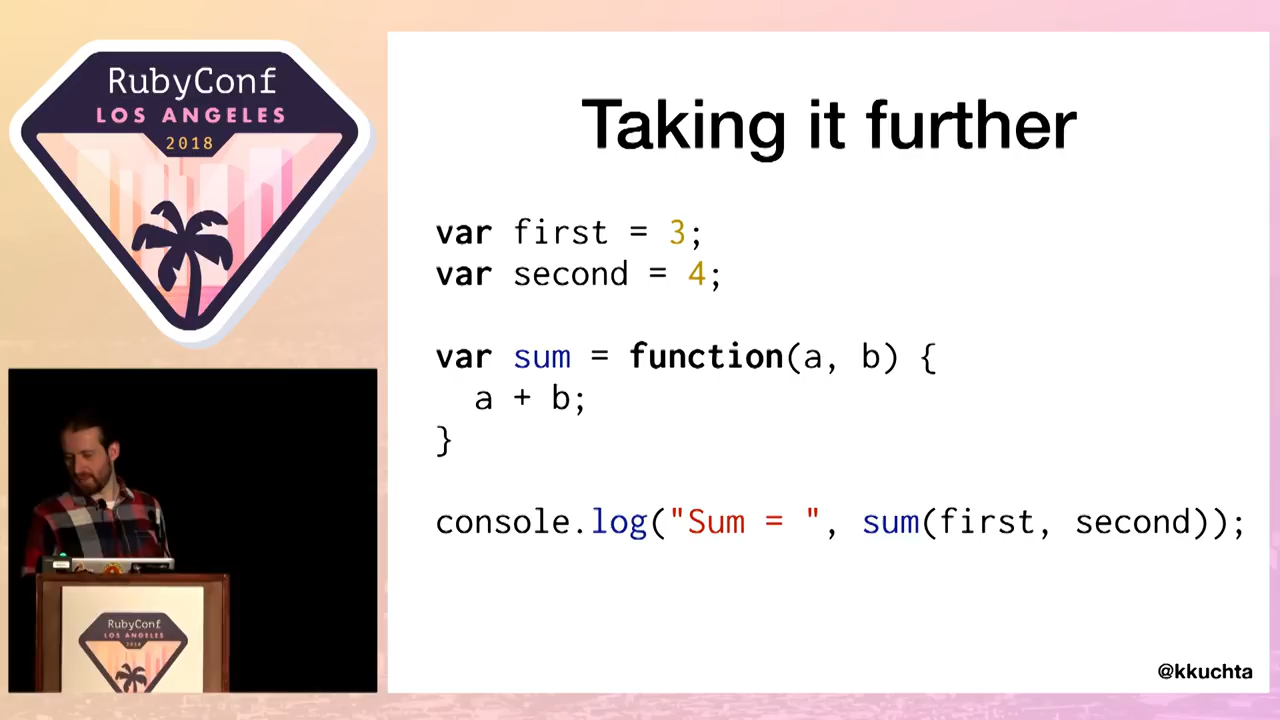 RubyConf
LOS ANGELES
2018
Taking it further
var first = 3;
var second = 4;
var sum = function(a, b) {
  a + b;
}
console.log("Sum = ", sum(first, second));
RubyConf
LOS ANGELES
2018
@kkuchta